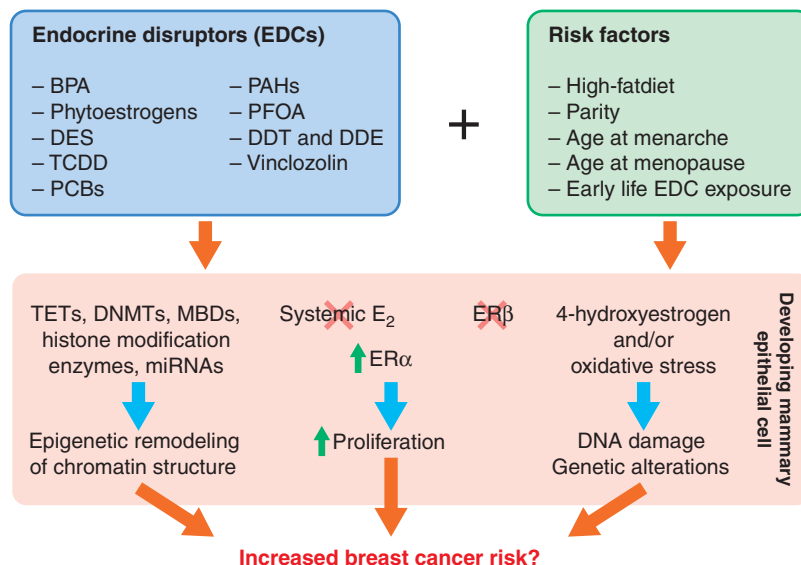 Endocrine disruptors (EDCs)
– BPA
– Phytoestrogens
– DES
– TCDD
– PCBs
– PAHs
– PFOA
– DDT and DDE
– Vinclozolin
+
Risk factors
– High-fatdiet
– Parity
– Age at menarche
– Age at menopause
– Early life EDC exposure
TETs, DNMTs, MBDs,
histone modification
enzymes, miRNAs
Epigenetic remodeling
of chromatin structure
Systemic E₂
ERα
Proliferation
ERβ
4-hydroxyestrogen
and/or
oxidative stress
DNA damage
Genetic alterations
Developing mammary
epithelial cell
Increased breast cancer risk?